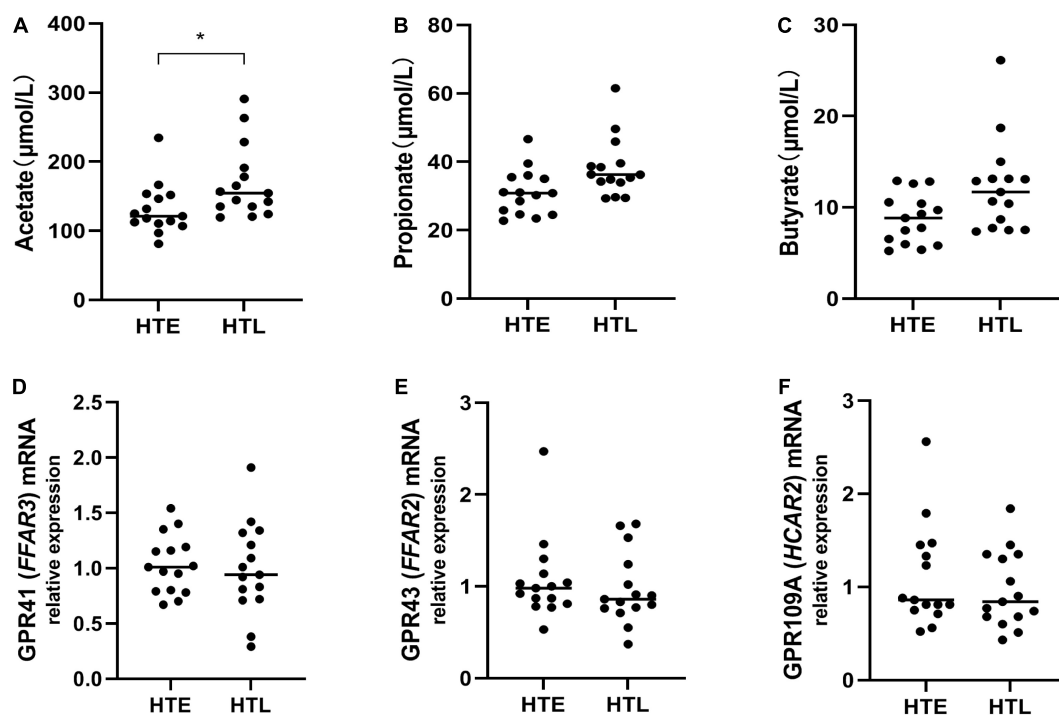 A
Acetate (μmol/L)
400
300
200
100
0
*
HTE HTL
B
Propionate (μmol/L)
80
60
40
20
0
HTE HTL
C
Butyrate (μmol/L)
30
20
10
0
HTE HTL
D
GPR41 (FFAR3) mRNA
relative expression
2.5
2.0
1.5
1.0
0.5
0.0
HTE HTL
E
GPR43 (FFAR2) mRNA
relative expression
3
2
1
0
HTE HTL
F
GPR109A (HCAR2) mRNA
relative expression
3
2
1
0
HTE HTL